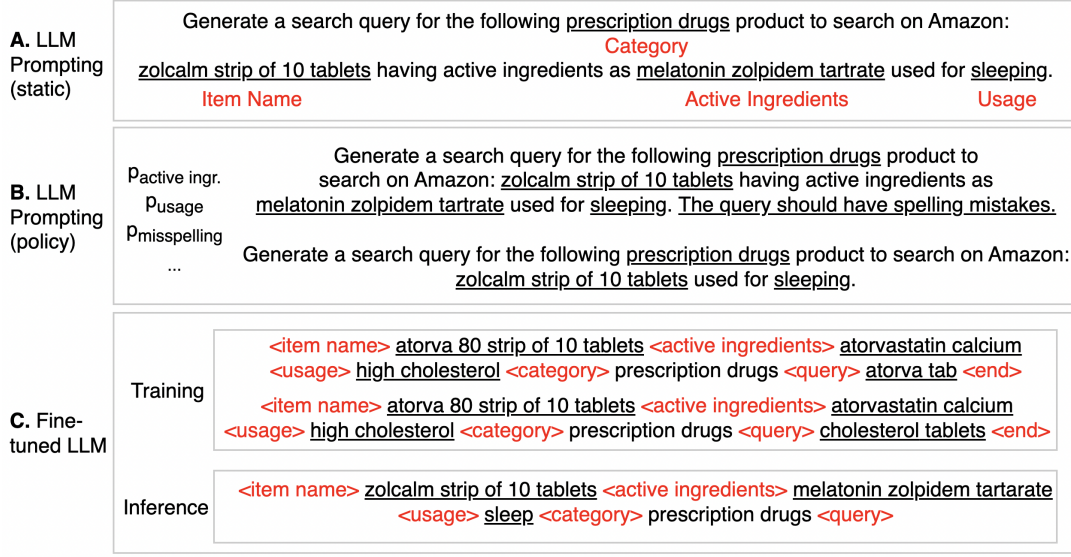 A. LLM
Prompting
(static)
Generate a search query for the following prescription drugs product to search on Amazon:
Category
zolcalm strip of 10 tablets having active ingredients as melatonin zolpidem tartrate used for sleeping.
Item Name Active Ingredients Usage
B. LLM
Prompting
(policy)
pactive ingr.
pusage
pmisspelling
...
Generate a search query for the following prescription drugs product to
search on Amazon: zolcalm strip of 10 tablets having active ingredients as
melatonin zolpidem tartrate used for sleeping. The query should have spelling mistakes.
Generate a search query for the following prescription drugs product to search on Amazon:
zolcalm strip of 10 tablets used for sleeping.
C. Fine-
tuned LLM
Training
<item name> atorva 80 strip of 10 tablets <active ingredients> atorvastatin calcium
<usage> high cholesterol <category> prescription drugs <query> atorva tab <end>
<item name> atorva 80 strip of 10 tablets <active ingredients> atorvastatin calcium
<usage> high cholesterol <category> prescription drugs <query> cholesterol tablets <end>
Inference
<item name> zolcalm strip of 10 tablets <active ingredients> melatonin zolpidem tartarate
<usage> sleep <category> prescription drugs <query>